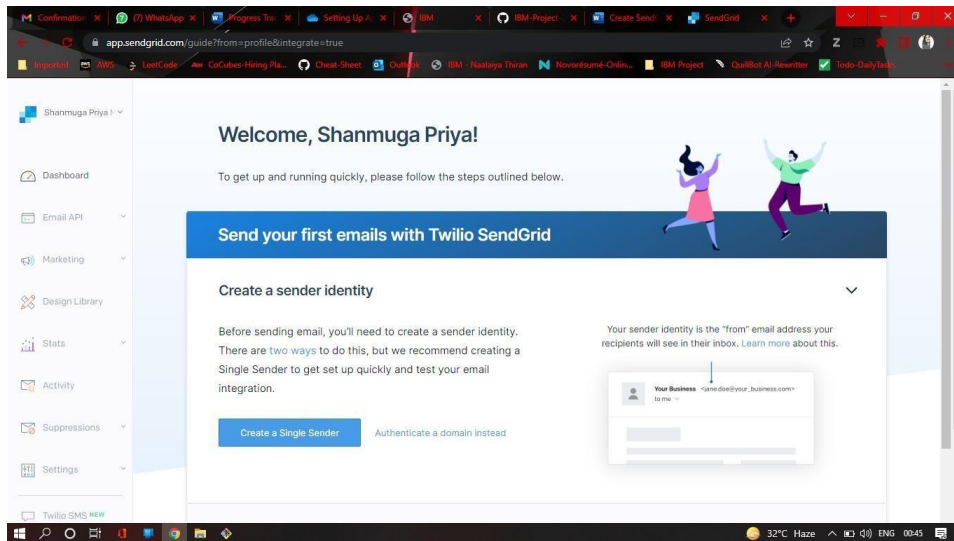 Confirmation
(7) WhatsApp
Progress Trac
Setting Up A
IBM
IBM-Project
Create Send
SendGrid
app.sendgrid.com/guide?from=profile&integrate=true
Imported
AWS
LeetCode
CoCubes-Hiring Pla...
Cheat-Sheet
Outlook
IBM - Naalaiya Thiran
Novorésumé-Onlin...
IBM Project
QuillBot AI-Rewritter
Todo-DailyTasks
Shanmuga Priya
Welcome, Shanmuga Priya!
To get up and running quickly, please follow the steps outlined below.
Dashboard
Email API
Marketing
Design Library
Stats
Activity
Suppressions
Settings
Twilio SMS NEW
Send your first emails with Twilio SendGrid
Create a sender identity
Before sending email, you'll need to create a sender identity.
There are two ways to do this, but we recommend creating a
Single Sender to get set up quickly and test your email
integration.
Create a Single Sender
Authenticate a domain instead
Your sender identity is the "from" email address your
recipients will see in their inbox. Learn more about this.
Your Business <jane.doe@your_business.com>
to me
32°C Haze
ENG
00:45